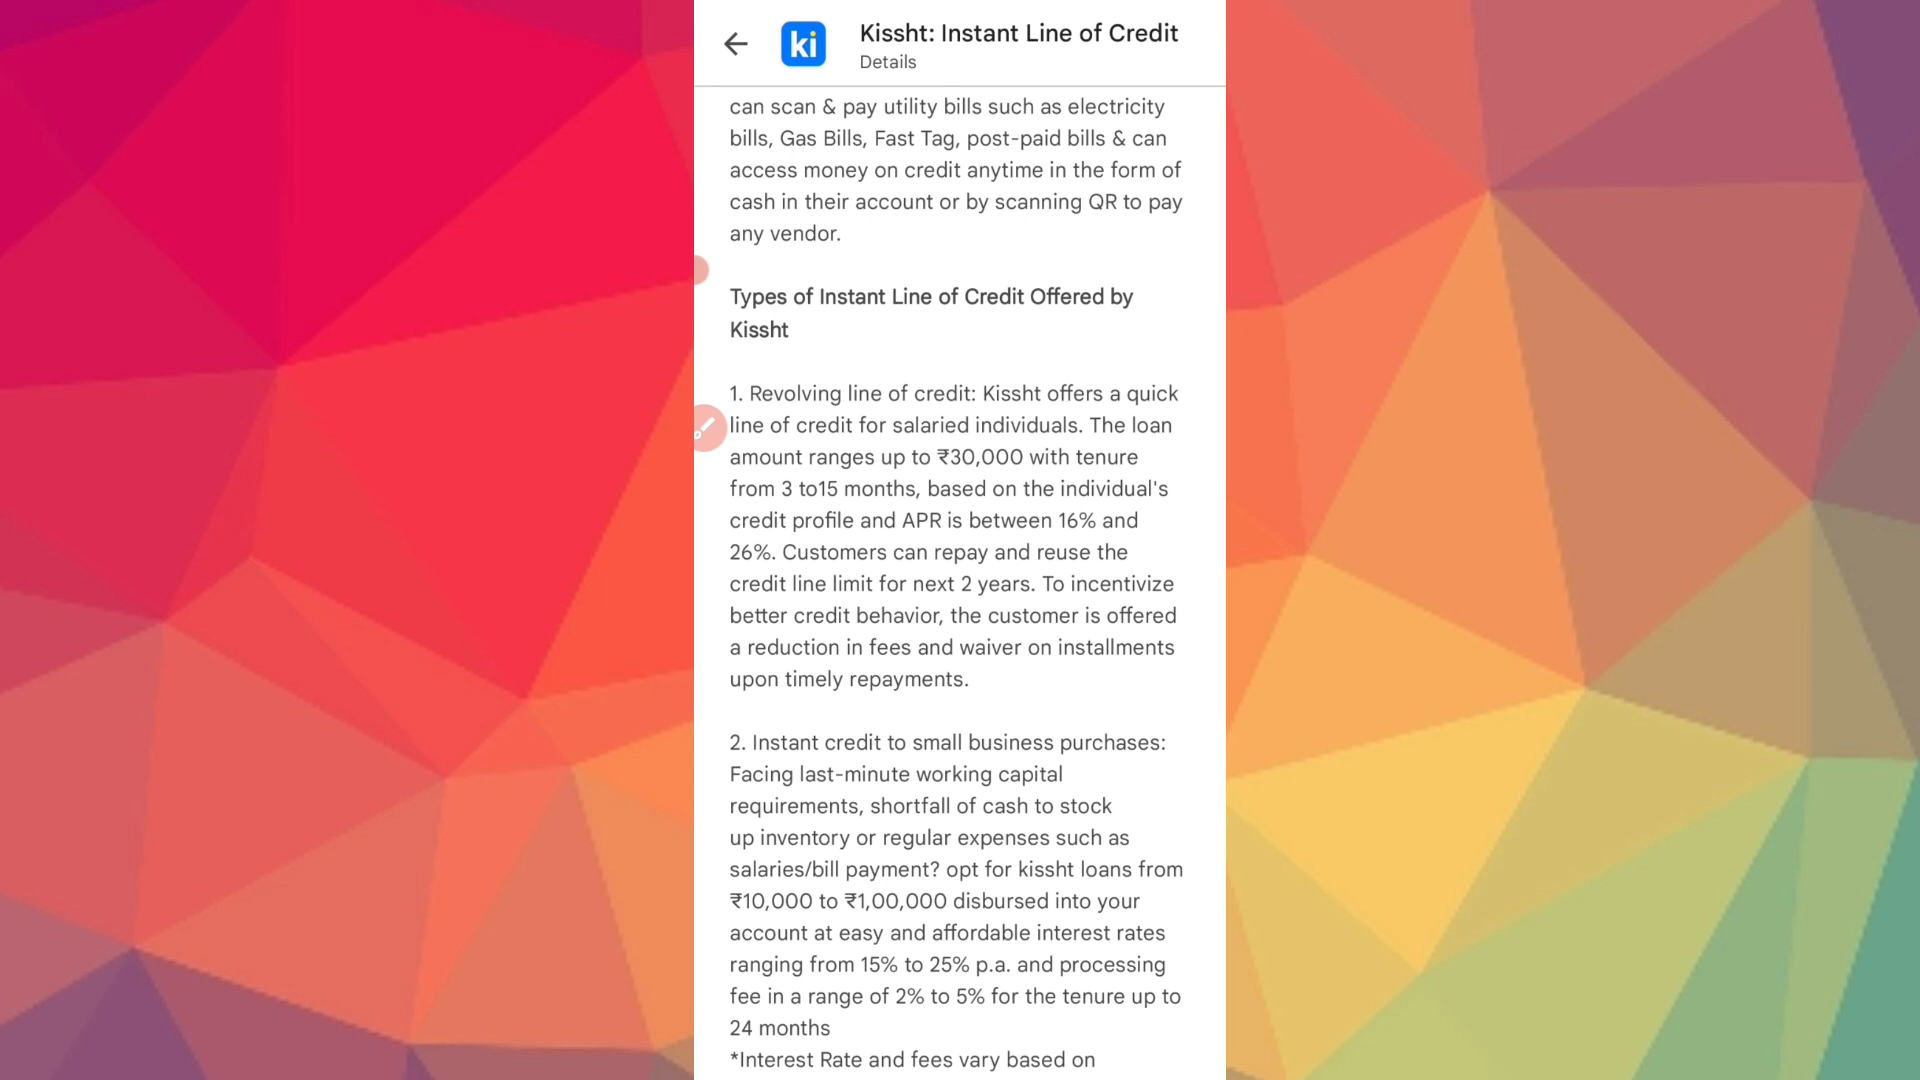 ki
Kissht: Instant Line of Credit
Details
can scan & pay utility bills such as electricity
bills, Gas Bills, Fast Tag, post-paid bills & can
access money on credit anytime in the form of
cash in their account or by scanning QR to pay
any vendor.
Types of Instant Line of Credit Offered by
Kissht
1. Revolving line of credit: Kissht offers a quick
line of credit for salaried individuals. The loan
amount ranges up to ₹30,000 with tenure
from 3 to15 months, based on the individual's
credit profile and APR is between 16% and
26%. Customers can repay and reuse the
credit line limit for next 2 years. To incentivize
better credit behavior, the customer is offered
a reduction in fees and waiver on installments
upon timely repayments.
2. Instant credit to small business purchases:
Facing last-minute working capital
requirements, shortfall of cash to stock
up inventory or regular expenses such as
salaries/bill payment? opt for kissht loans from
₹10,000 to ₹1,00,000 disbursed into your
account at easy and affordable interest rates
ranging from 15% to 25% p.a. and processing
fee in a range of 2% to 5% for the tenure up to
24 months
*Interest Rate and fees vary based on